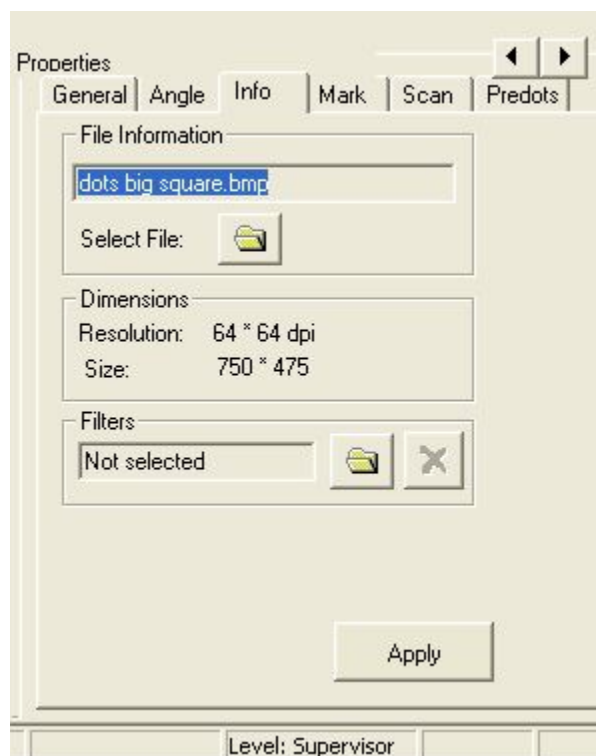 Properties
General Angle Info Mark Scan Predots
File Information
dots big square.bmp
Select File:
Dimensions
Resolution: 64 * 64 dpi
Size: 750 * 475
Filters
Not selected
Apply
Level: Supervisor